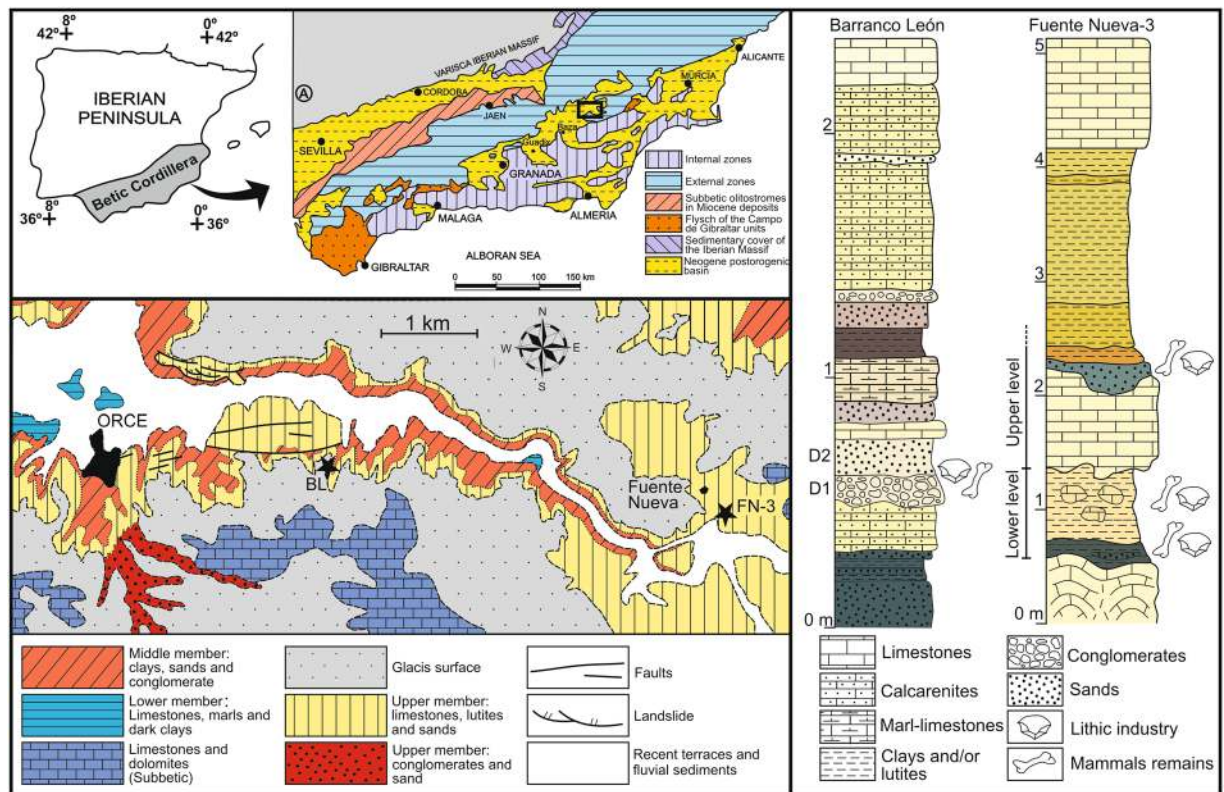 8º
42º
0º
42º
IBERIAN
PENINSULA
Betic Cordillera
8º
36º
0º
36º
A
VARISCA IBERIAN MASSIF
ALICANTE
MURCIA
CORDOBA
JAEN
Baza
SEVILLA
Guadix
GRANADA
MALAGA
ALMERIA
ALBORAN SEA
GIBRALTAR
0 50 100 150 km
Internal zones
External zones
Subbetic olitostromes
in Miocene deposits
Flysch of the Campo
de Gibraltar units
Sedimentary cover of
the Iberian Massif
Neogene postorogenic
basin
1 km
N
W
E
S
ORCE
BL
Fuente
Nueva
FN-3
Middle member:
clays, sands and
conglomerate
Lower member:
Limestones, marls and
dark clays
Limestones and
dolomites
(Subbetic)
Glacis surface
Upper member:
limestones, lutites
and sands
Upper member:
conglomerates and
sand
Faults
Landslide
Recent terraces and
fluvial sediments
Barranco León
2
1
D2
D1
0 m
Fuente Nueva-3
5
4
3
2
1
0 m
Upper level
Lower level
Limestones
Calcarenites
Marl-limestones
Clays and/or
lutites
Conglomerates
Sands
Lithic industry
Mammals remains